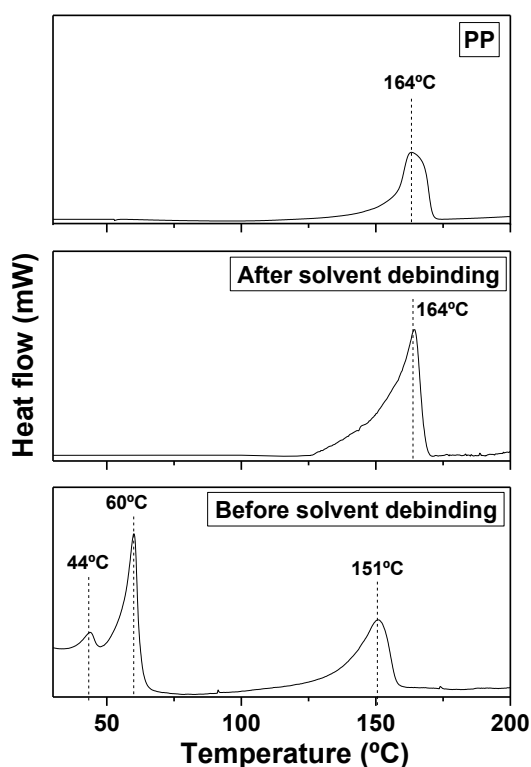 PP
164ºC
After solvent debinding
164ºC
Heat flow (mW)
Before solvent debinding
60ºC
44ºC
151ºC
50 100 150 200
Temperature (ºC)